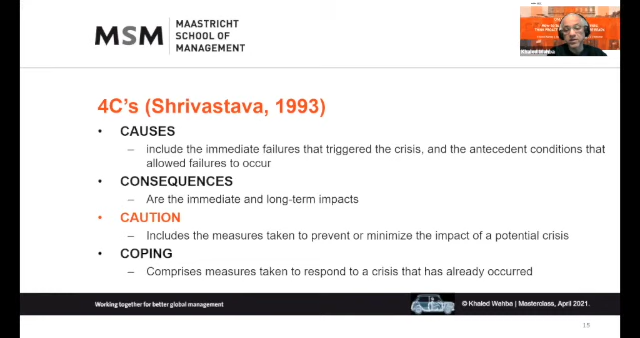 MSM
MAASTRICHT
SCHOOL OF
MANAGEMENT
Khaled Wahba
4C's (Shrivastava, 1993)
• CAUSES
– include the immediate failures that triggered the crisis, and the antecedent conditions that
allowed failures to occur
• CONSEQUENCES
– Are the immediate and long-term impacts
• CAUTION
– Includes the measures taken to prevent or minimize the impact of a potential crisis
• COPING
– Comprises measures taken to respond to a crisis that has already occurred
Working together for better global management
© Khaled Wahba | Masterclass, April 2021.
15